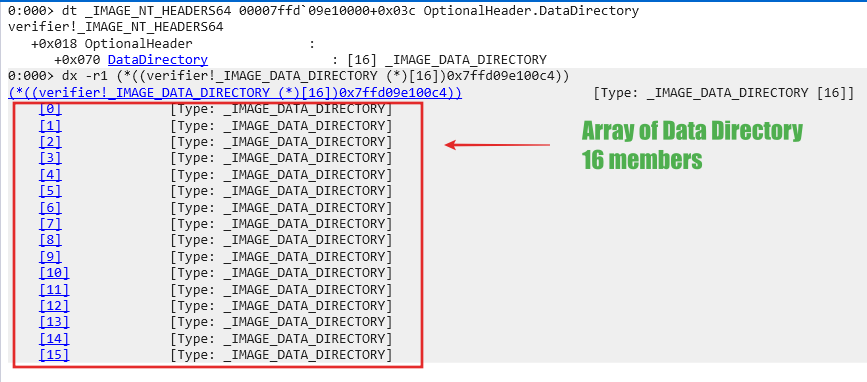 0:000> dt _IMAGE_NT_HEADERS64 00007ffd`09e10000+0x03c OptionalHeader.DataDirectory
verifier!_IMAGE_NT_HEADERS64
+0x018 OptionalHeader :
+0x070 DataDirectory : [16] _IMAGE_DATA_DIRECTORY
0:000> dx -r1 (*((verifier!_IMAGE_DATA_DIRECTORY (*)[16])0x7ffd09e100c4))
(*((verifier!_IMAGE_DATA_DIRECTORY (*)[16])0x7ffd09e100c4)) [Type: _IMAGE_DATA_DIRECTORY [16]]
[0] [Type: _IMAGE_DATA_DIRECTORY]
[1] [Type: _IMAGE_DATA_DIRECTORY]
[2] [Type: _IMAGE_DATA_DIRECTORY]
[3] [Type: _IMAGE_DATA_DIRECTORY]
[4] [Type: _IMAGE_DATA_DIRECTORY]
[5] [Type: _IMAGE_DATA_DIRECTORY]
[6] [Type: _IMAGE_DATA_DIRECTORY]
[7] [Type: _IMAGE_DATA_DIRECTORY]
[8] [Type: _IMAGE_DATA_DIRECTORY]
[9] [Type: _IMAGE_DATA_DIRECTORY]
[10] [Type: _IMAGE_DATA_DIRECTORY]
[11] [Type: _IMAGE_DATA_DIRECTORY]
[12] [Type: _IMAGE_DATA_DIRECTORY]
[13] [Type: _IMAGE_DATA_DIRECTORY]
[14] [Type: _IMAGE_DATA_DIRECTORY]
[15] [Type: _IMAGE_DATA_DIRECTORY]
Array of Data Directory
16 members